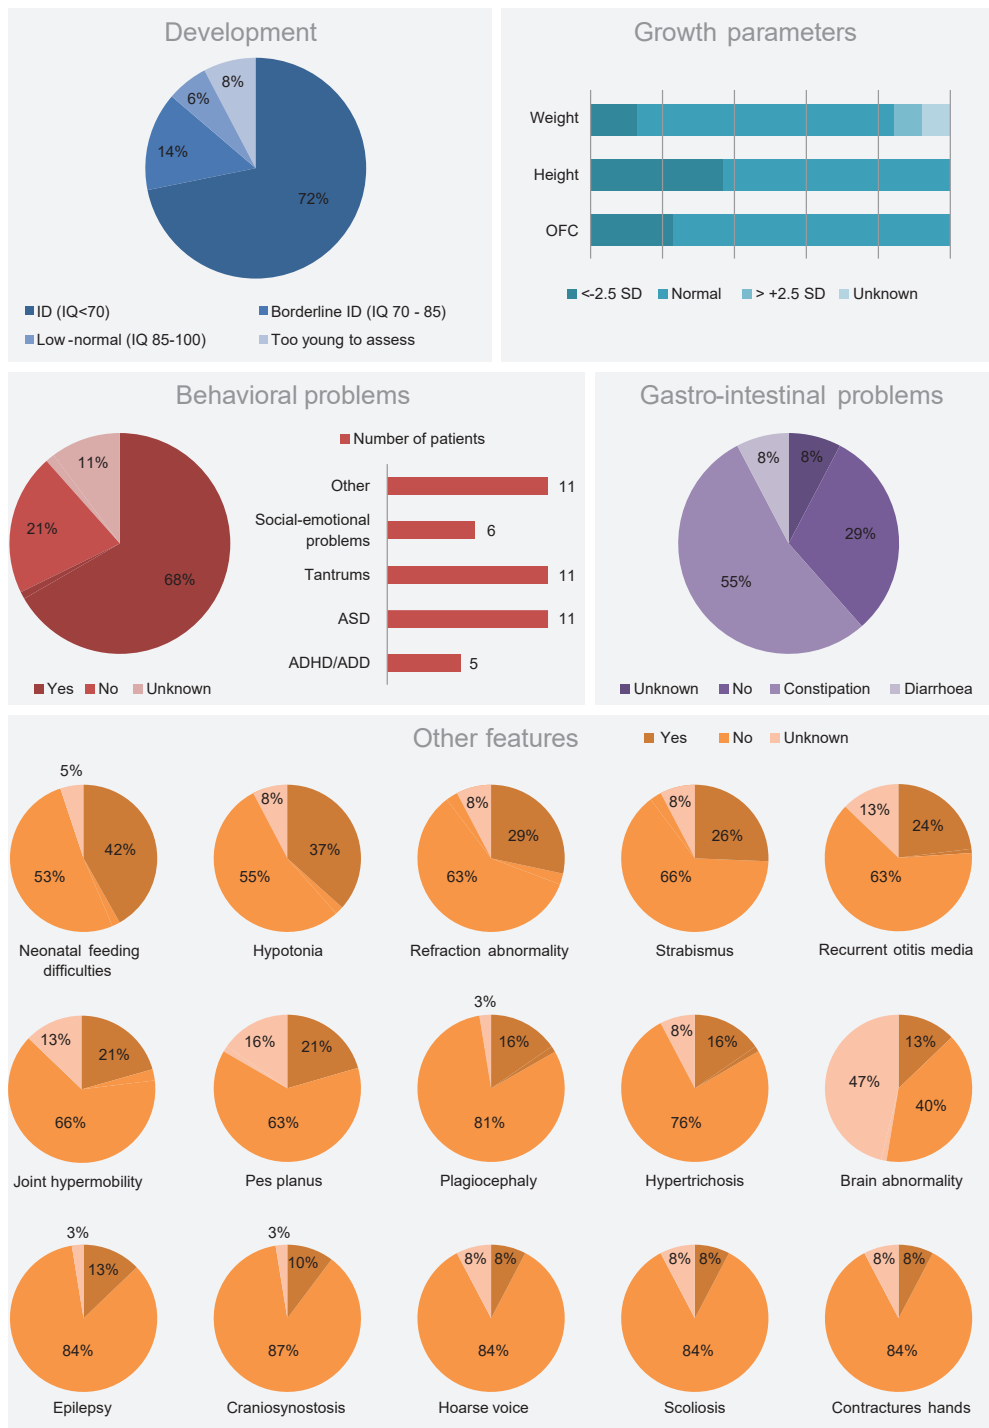 Development
8%
6%
14%
72%
ID (IQ<70)
Borderline ID (IQ 70 - 85)
Low-normal (IQ 85-100)
Too young to assess
Growth parameters
Weight
Height
OFC
<-2.5 SD
Normal
> +2.5 SD
Unknown
Behavioral problems
11%
21%
68%
Yes
No
Unknown
Number of patients
Other
11
Social-emotional
problems
6
Tantrums
11
ASD
11
ADHD/ADD
5
Gastro-intestinal problems
8%
8%
29%
55%
Unknown
No
Constipation
Diarrhoea
Other features
Yes
No
Unknown
5%
42%
53%
Neonatal feeding
difficulties
8%
37%
55%
Hypotonia
8%
29%
63%
Refraction abnormality
8%
26%
66%
Strabismus
13%
24%
63%
Recurrent otitis media
13%
21%
66%
Joint hypermobility
16%
21%
63%
Pes planus
3%
16%
81%
Plagiocephaly
8%
16%
76%
Hypertrichosis
13%
47%
40%
Brain abnormality
3%
13%
84%
Epilepsy
3%
10%
87%
Craniosynostosis
8%
8%
84%
Hoarse voice
8%
8%
84%
Scoliosis
8%
8%
84%
Contractures hands